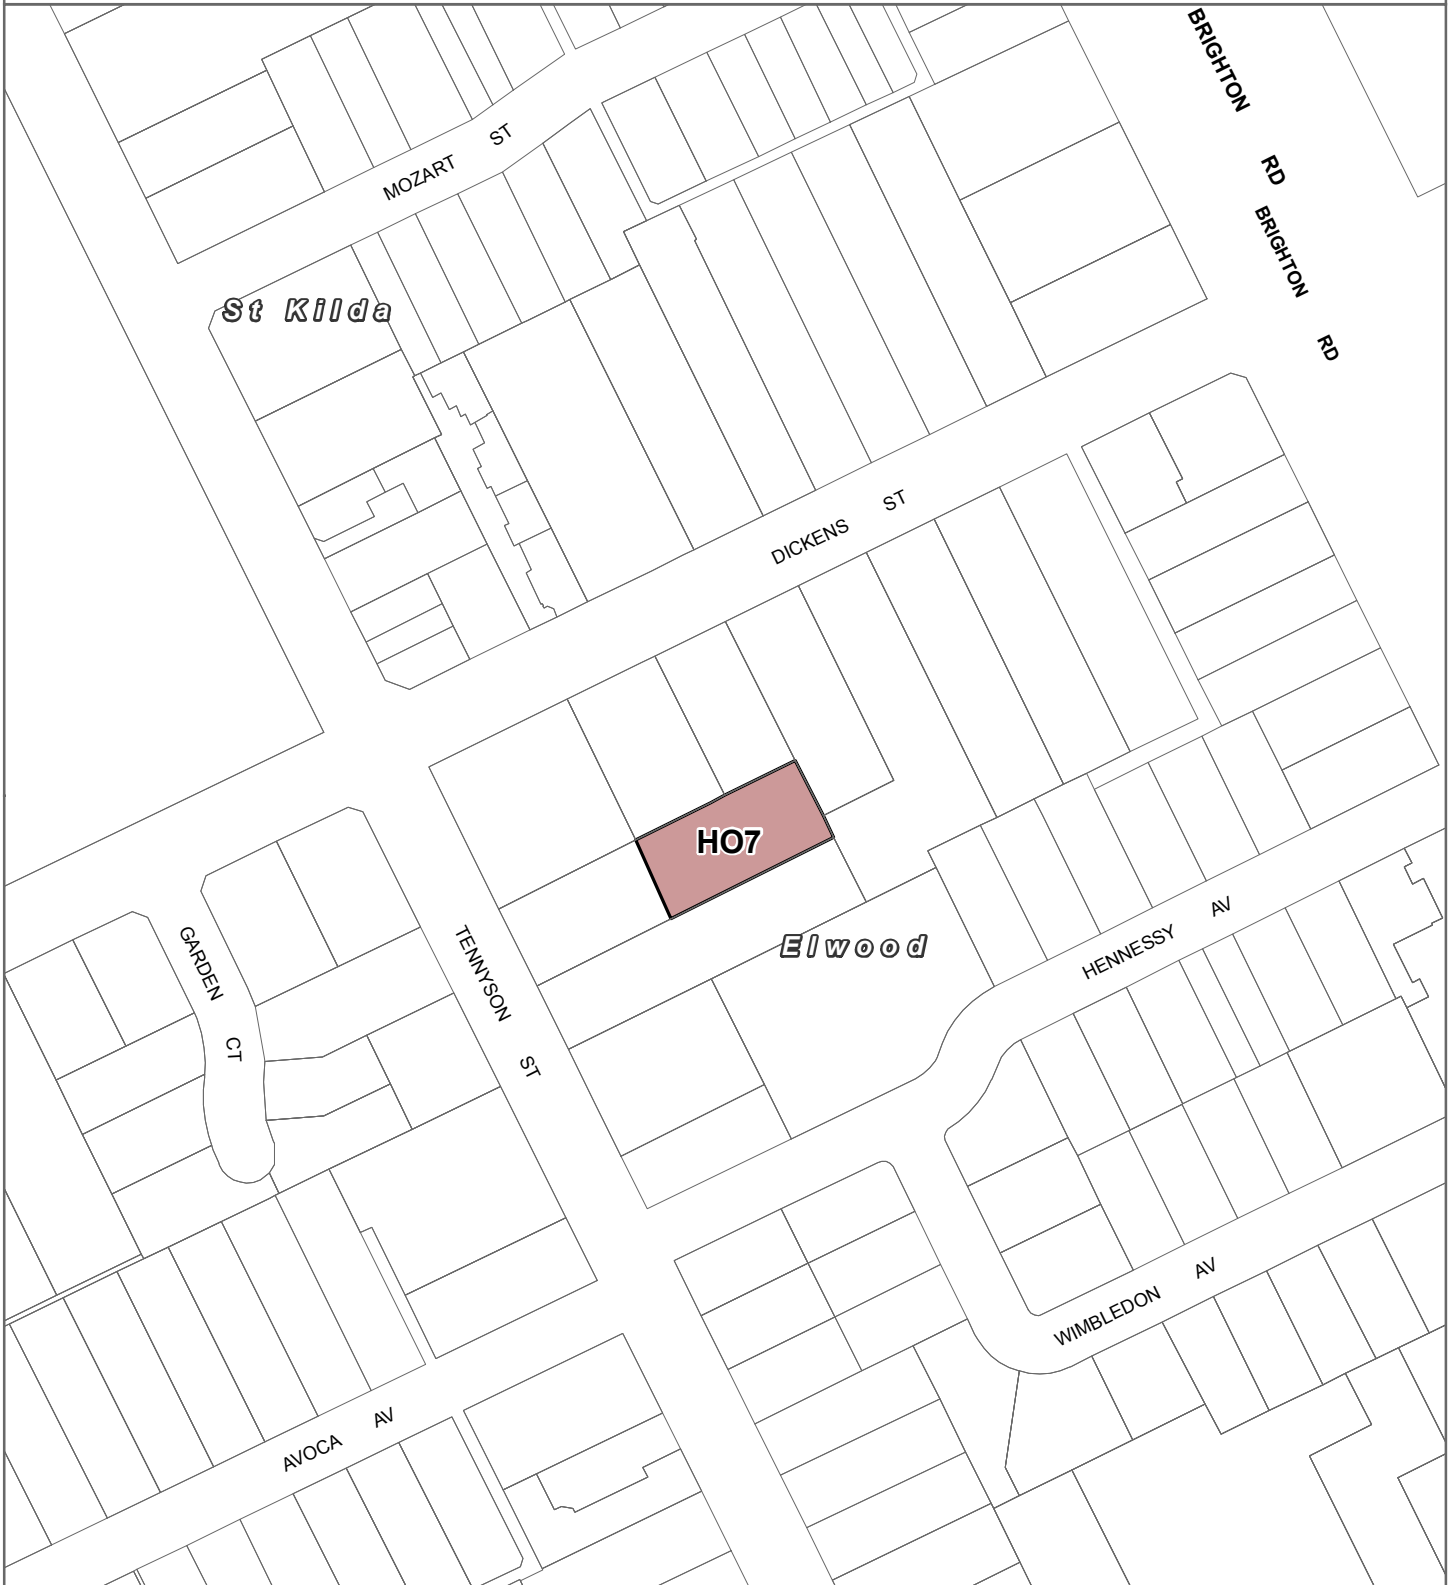 BRIGHTON RD
BRIGHTON RD
MOZART ST
St Kilda
DICKENS ST
HO7
Elwood
HENNESSY AV
GARDEN CT
TENNYSON ST
WIMBLEDON AV
AVOCA AV